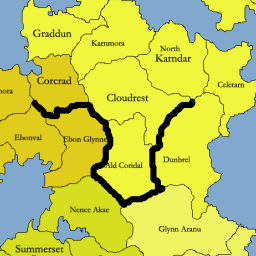 Graddun
Kammora
North
Karndar
Corcrad
Celetarn
Cloudrest
mora
Ebonval
Ebon Glynne
Ald Coridal
Dunbrel
Nence Akae
Glynn Aranu
Summerset